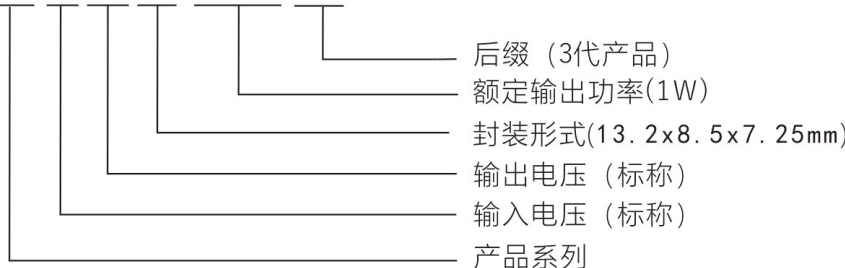 后缀（3代产品）
额定输出功率(1W)
封装形式(13.2x8.5x7.25mm)
输出电压（标称）
输入电压（标称）
产品系列